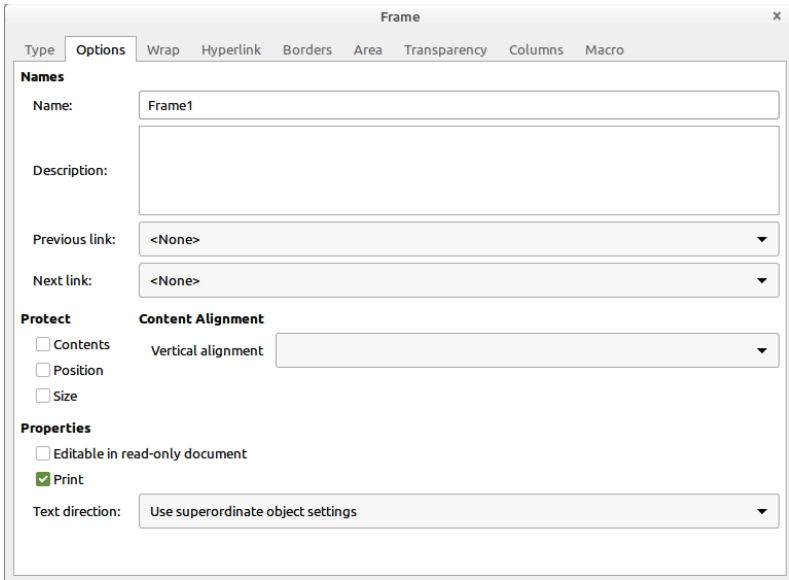 Frame
Type Options Wrap Hyperlink Borders Area Transparency Columns Macro
Names
Name: Frame1
Description:
Previous link: <None>
Next link: <None>
Protect Content Alignment
Contents Vertical alignment
Position
Size
Properties
Editable in read-only document
Print
Text direction: Use superordinate object settings